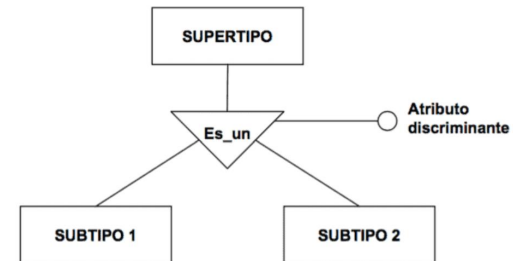 SUPERTIPO
Es_un
Atributo
discriminante
SUBTIPO 1
SUBTIPO 2